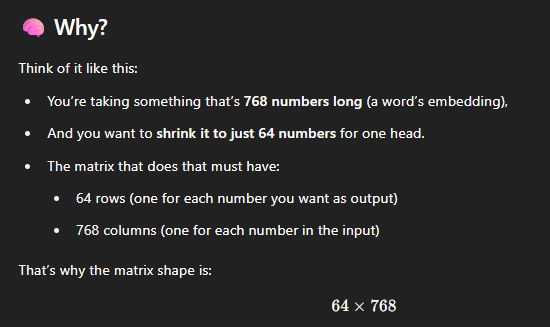 🧠 Why?
Think of it like this:
• You’re taking something that’s 768 numbers long (a word’s embedding),
• And you want to shrink it to just 64 numbers for one head.
• The matrix that does that must have:
• 64 rows (one for each number you want as output)
• 768 columns (one for each number in the input)
That’s why the matrix shape is:
64 × 768